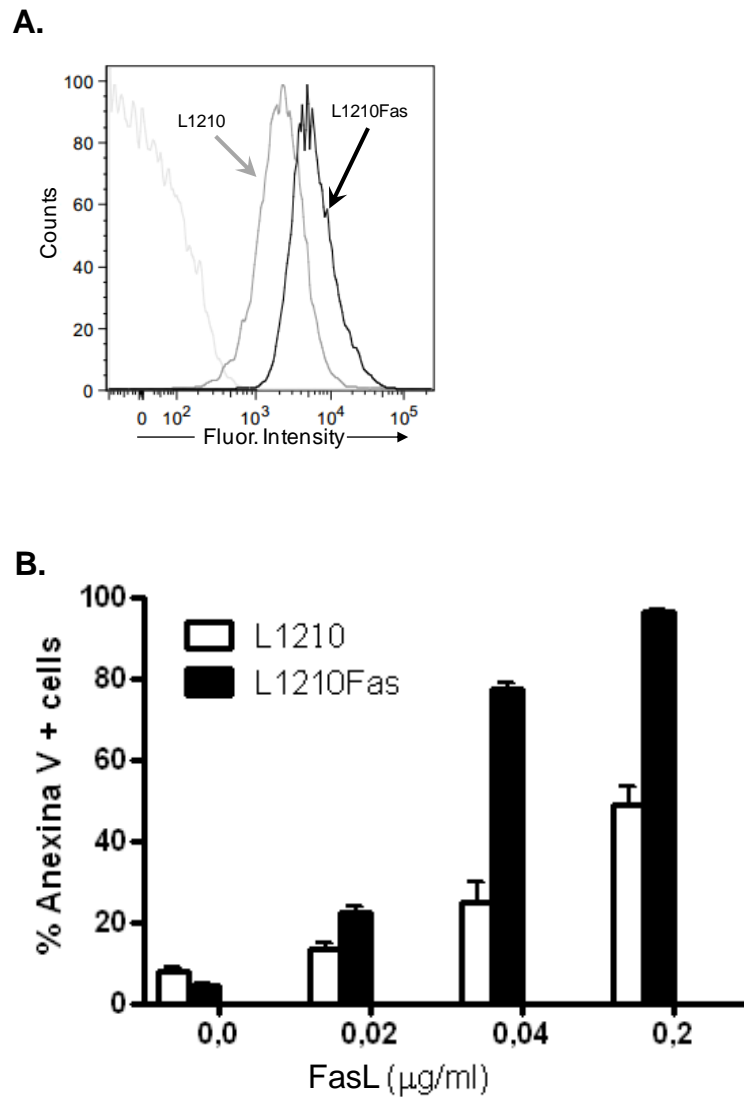 A.
100
80
60
40
20
0
Counts
L1210
L1210Fas
0 10² 10³ 10⁴ 10⁵
Fluor. Intensity
B.
100
80
60
40
20
0
% Anexina V + cells
L1210
L1210Fas
0,0 0,02 0,04 0,2
FasL (μg/ml)